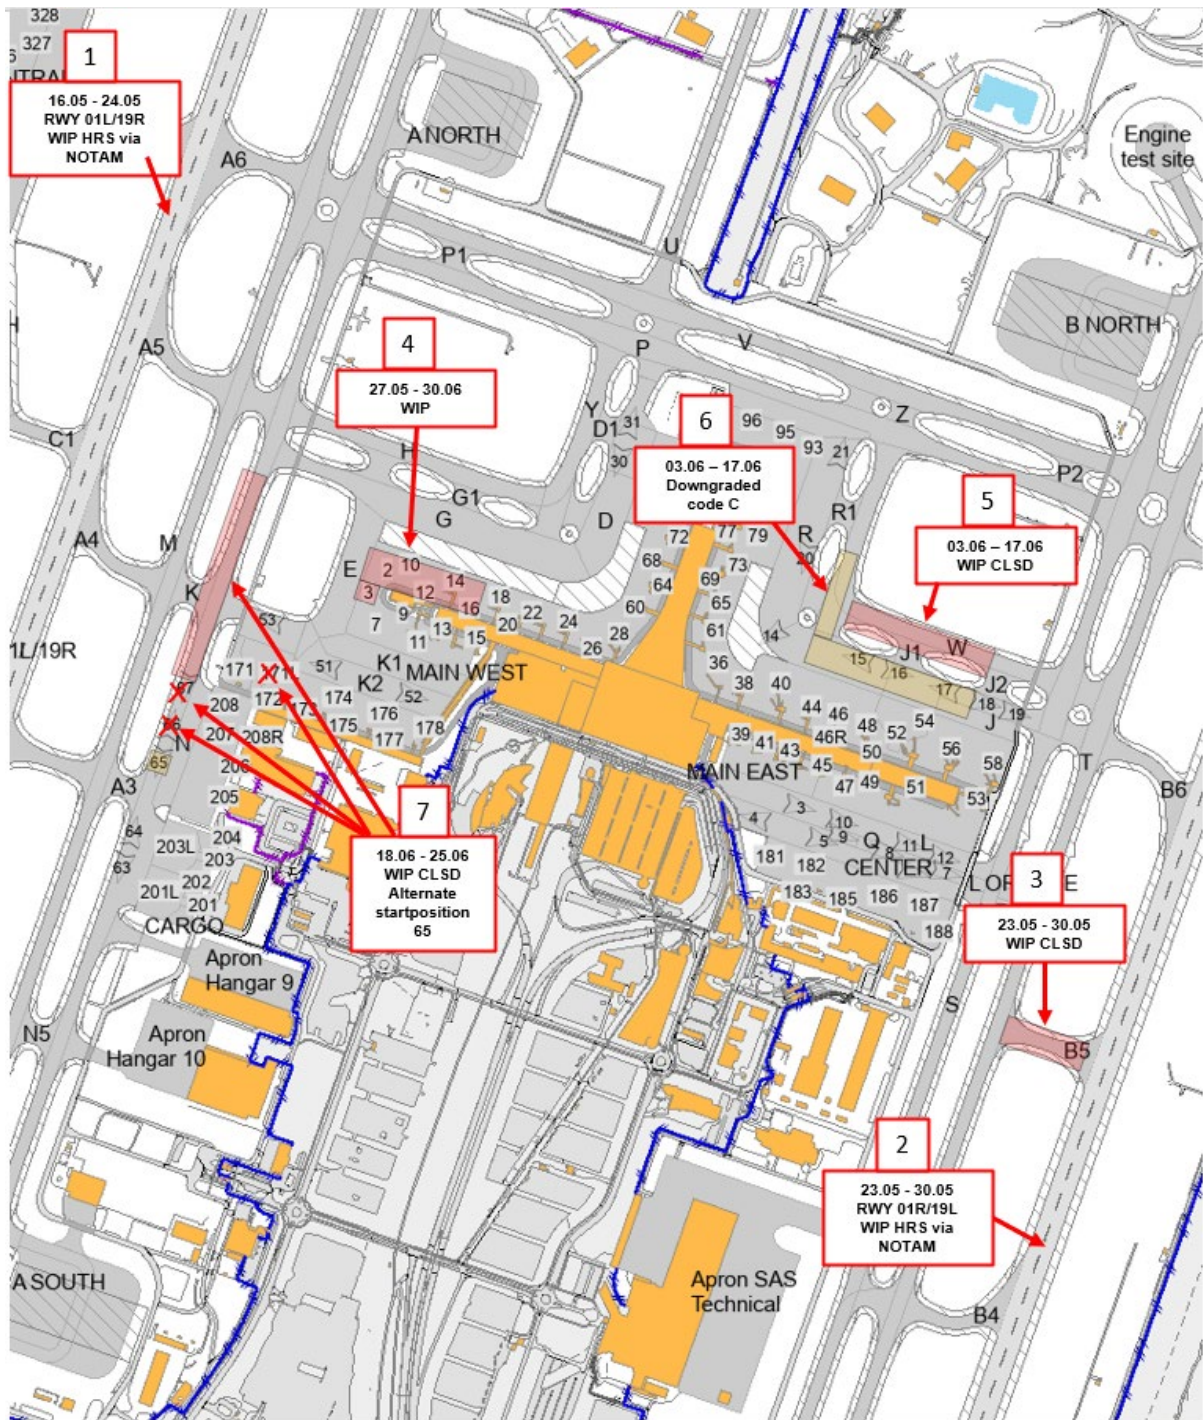 328
327
1
16.05 - 24.05
RWY 01L/19R
WIP HRS via
NOTAM
A6
A NORTH
Engine
test site
P1
U
B NORTH
A5
4
27.05 - 30.06
WIP
P
V
Y
D1
31
30
96
95
93
21
Z
C1
H
G1
G
D
6
03.06 – 17.06
Downgraded
code C
R1
R
20
P2
5
03.06 – 17.06
WIP CLSD
A4
M
K
E
2
10
3
12
14
16
18
7
9
11
13
15
20
22
24
26
28
60
64
68
72
77
79
73
69
65
61
14
J1
W
15
16
17
J2
18
19
J
1L/19R
53
171
51
K1
MAIN WEST
K2
52
174
172
173
175
176
177
178
208
207
208R
N
65
206
205
204
203L
203
202
201L
201
CARGO
A3
64
63
36
38
40
44
46
46R
48
50
52
54
56
58
39
41
43
45
47
49
51
53
MAIN EAST
T
B6
4
3
5
10
9
Q
8
11
L
12
7
CENTER
181
182
183
185
186
187
188
7
18.06 - 25.06
WIP CLSD
Alternate
startposition
65
3
23.05 - 30.05
WIP CLSD
Apron
Hangar 9
Apron
Hangar 10
N5
S
B5
2
23.05 - 30.05
RWY 01R/19L
WIP HRS via
NOTAM
A SOUTH
Apron SAS
Technical
B4